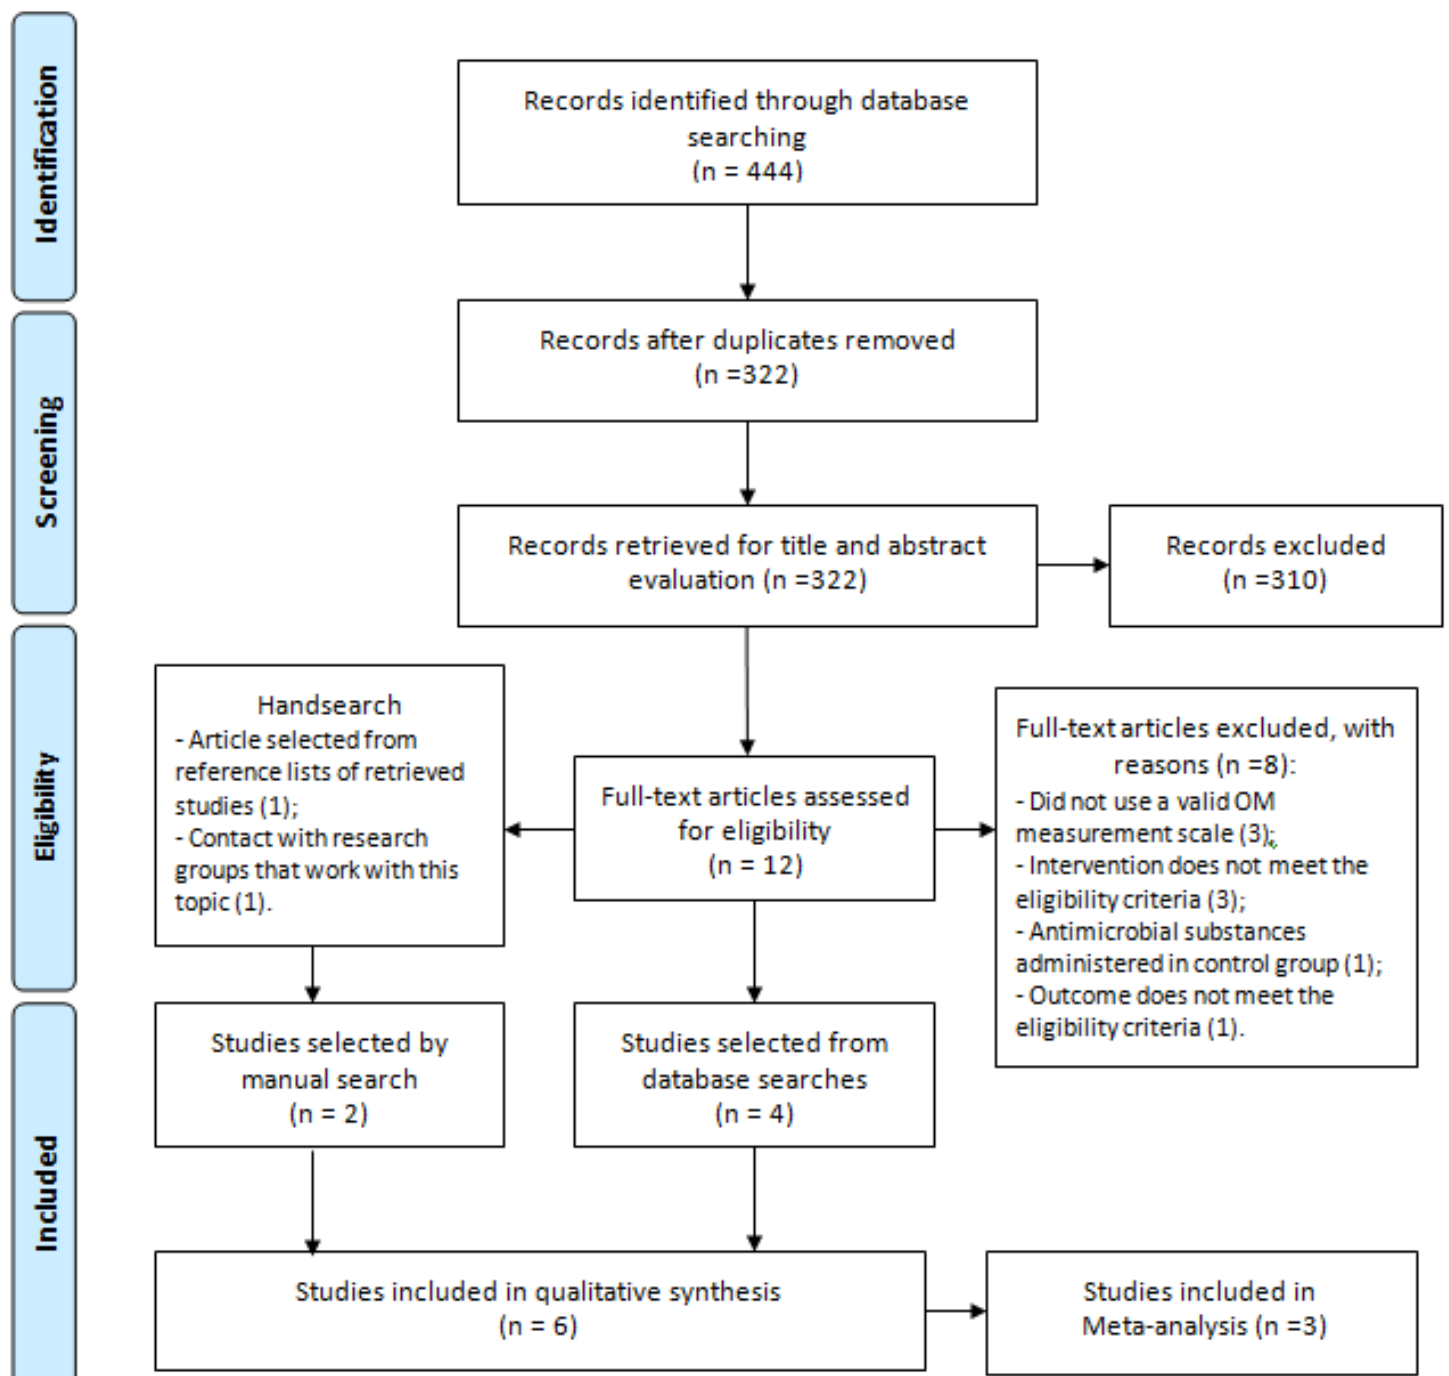 Identification
Records identified through database
searching
(n = 444)
Screening
Records after duplicates removed
(n =322)
Records retrieved for title and abstract
evaluation (n =322)
Records excluded
(n =310)
Eligibility
Handsearch
- Article selected from
reference lists of retrieved
studies (1);
- Contact with research
groups that work with this
topic (1).
Full-text articles assessed
for eligibility
(n = 12)
Full-text articles excluded, with
reasons (n =8):
- Did not use a valid OM
measurement scale (3);
- Intervention does not meet the
eligibility criteria (3);
- Antimicrobial substances
administered in control group (1);
- Outcome does not meet the
eligibility criteria (1).
Included
Studies selected by
manual search
(n = 2)
Studies selected from
database searches
(n = 4)
Studies included in qualitative synthesis
(n = 6)
Studies included in
Meta-analysis (n =3)